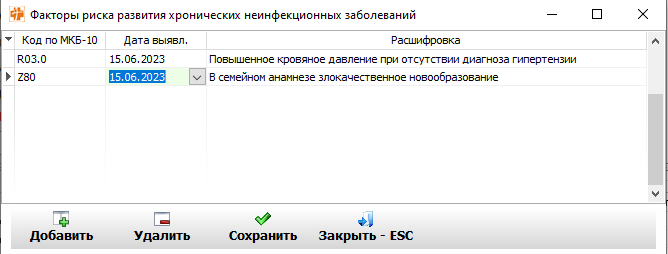 Факторы риска развития хронических неинфекционных заболеваний
Код по МКБ-10 Дата выявл. Расшифровка
R03.0 15.06.2023 Повышенное кровяное давление при отсутствии диагноза гипертензии
Z80 15.06.2023 В семейном анамнезе злокачественное новообразование
Добавить Удалить Сохранить Закрыть - ESC